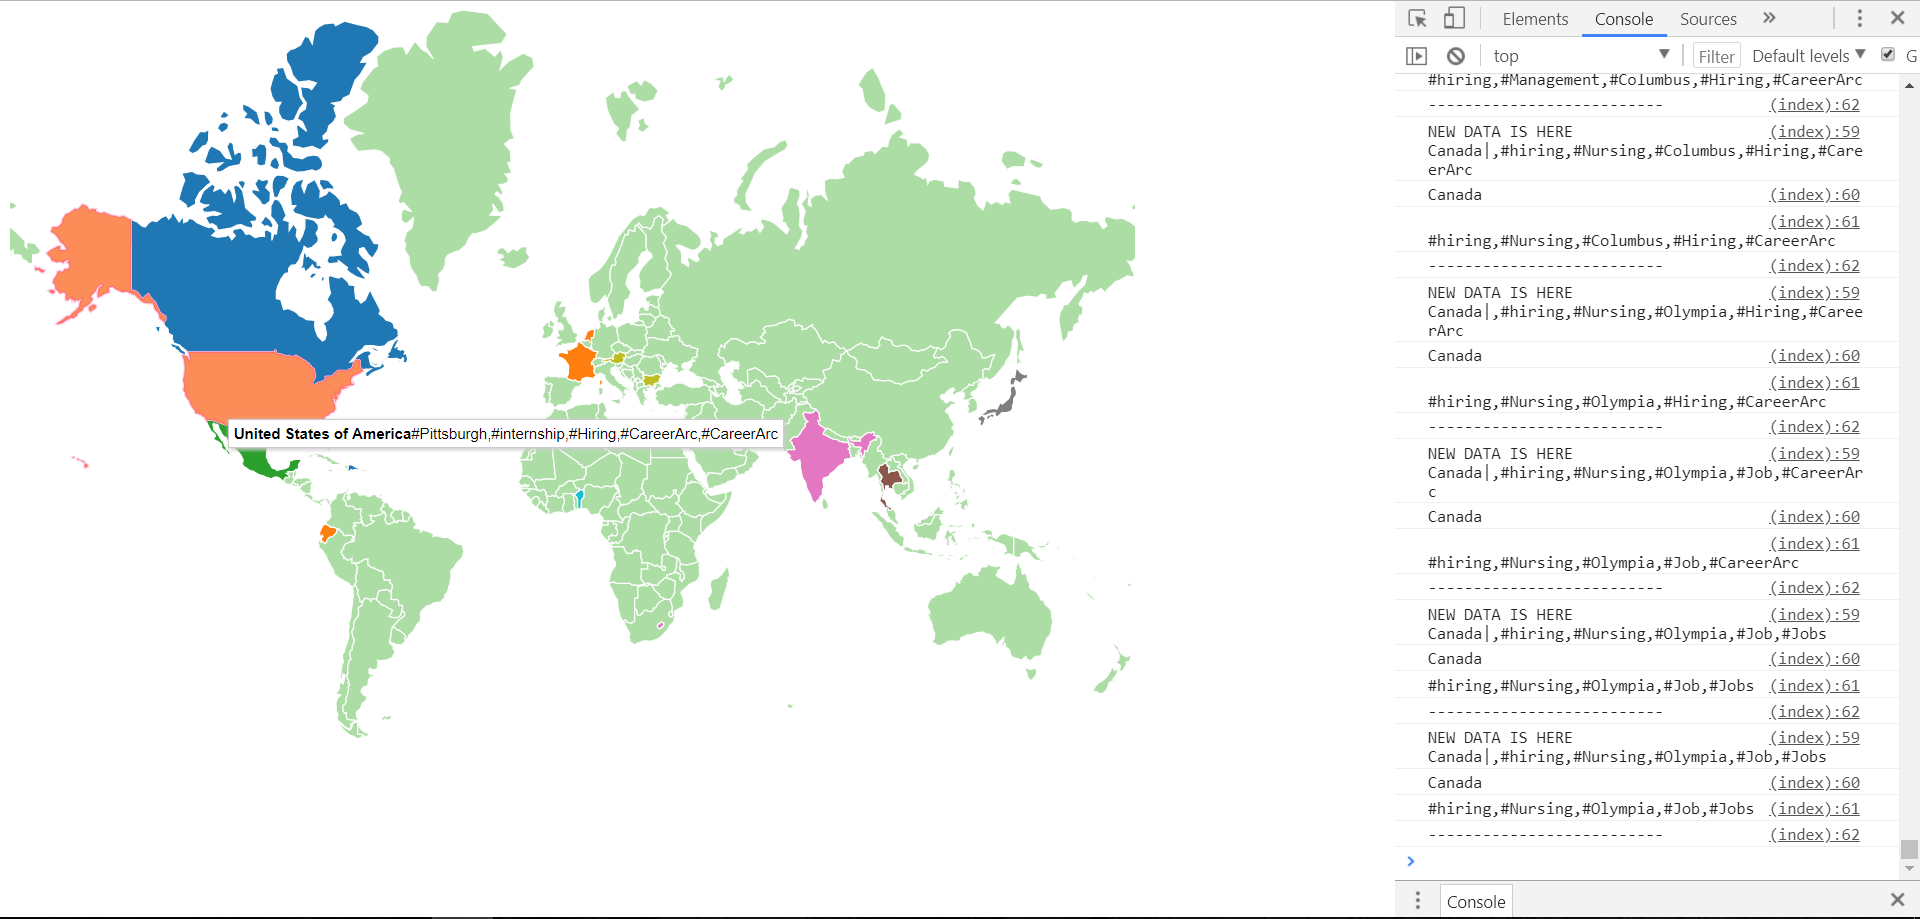 United States of America#Pittsburgh,#internship,#Hiring,#CareerArc,#CareerArc
Elements Console Sources »
top Filter Default levels G
#hiring,#Management,#Columbus,#Hiring,#CareerArc
-------------------------- (index):62
NEW DATA IS HERE (index):59
Canada|,#hiring,#Nursing,#Columbus,#Hiring,#Care
erArc
Canada (index):60
(index):61
#hiring,#Nursing,#Columbus,#Hiring,#CareerArc
-------------------------- (index):62
NEW DATA IS HERE (index):59
Canada|,#hiring,#Nursing,#Olympia,#Hiring,#Caree
rArc
Canada (index):60
(index):61
#hiring,#Nursing,#Olympia,#Hiring,#CareerArc
-------------------------- (index):62
NEW DATA IS HERE (index):59
Canada|,#hiring,#Nursing,#Olympia,#Job,#CareerAr
c
Canada (index):60
(index):61
#hiring,#Nursing,#Olympia,#Job,#CareerArc
-------------------------- (index):62
NEW DATA IS HERE (index):59
Canada|,#hiring,#Nursing,#Olympia,#Job,#Jobs
Canada (index):60
#hiring,#Nursing,#Olympia,#Job,#Jobs (index):61
-------------------------- (index):62
NEW DATA IS HERE (index):59
Canada|,#hiring,#Nursing,#Olympia,#Job,#Jobs
Canada (index):60
#hiring,#Nursing,#Olympia,#Job,#Jobs (index):61
-------------------------- (index):62
Console